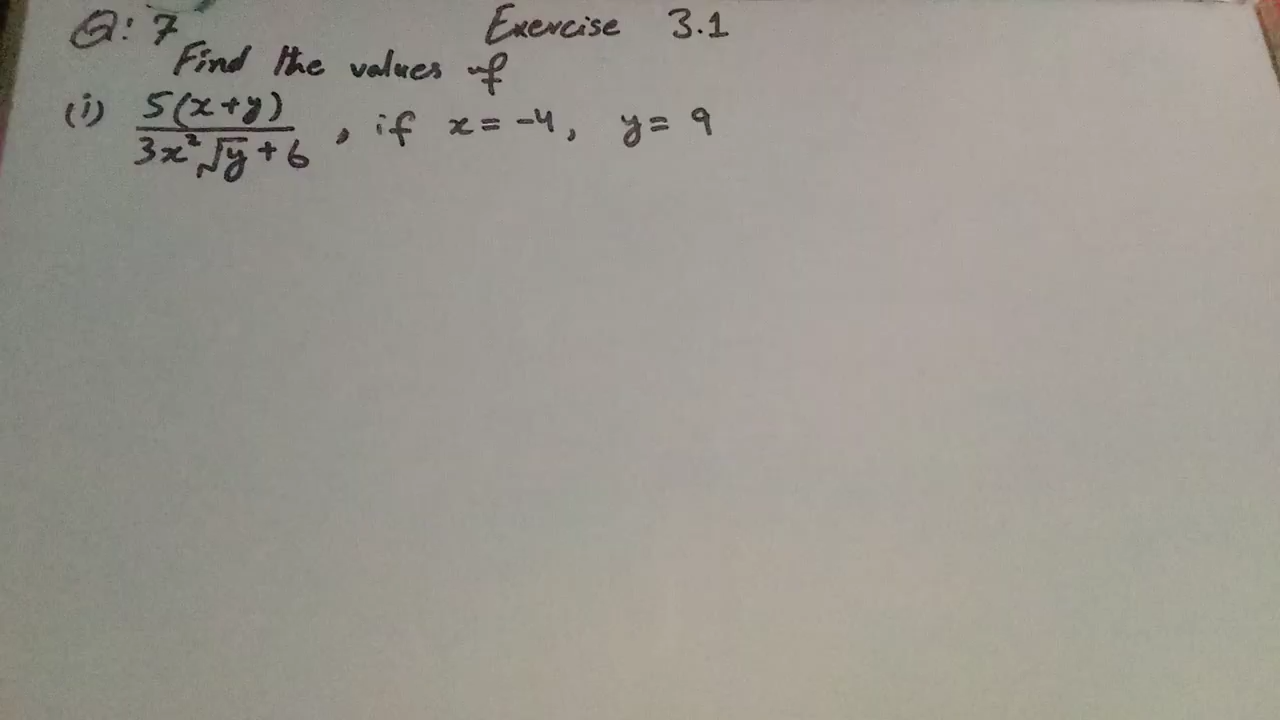 Q: 7 Exercise 3.1
Find the values of
(i) 5(x+y) / 3x²√y + 6 , if x = -4, y = 9